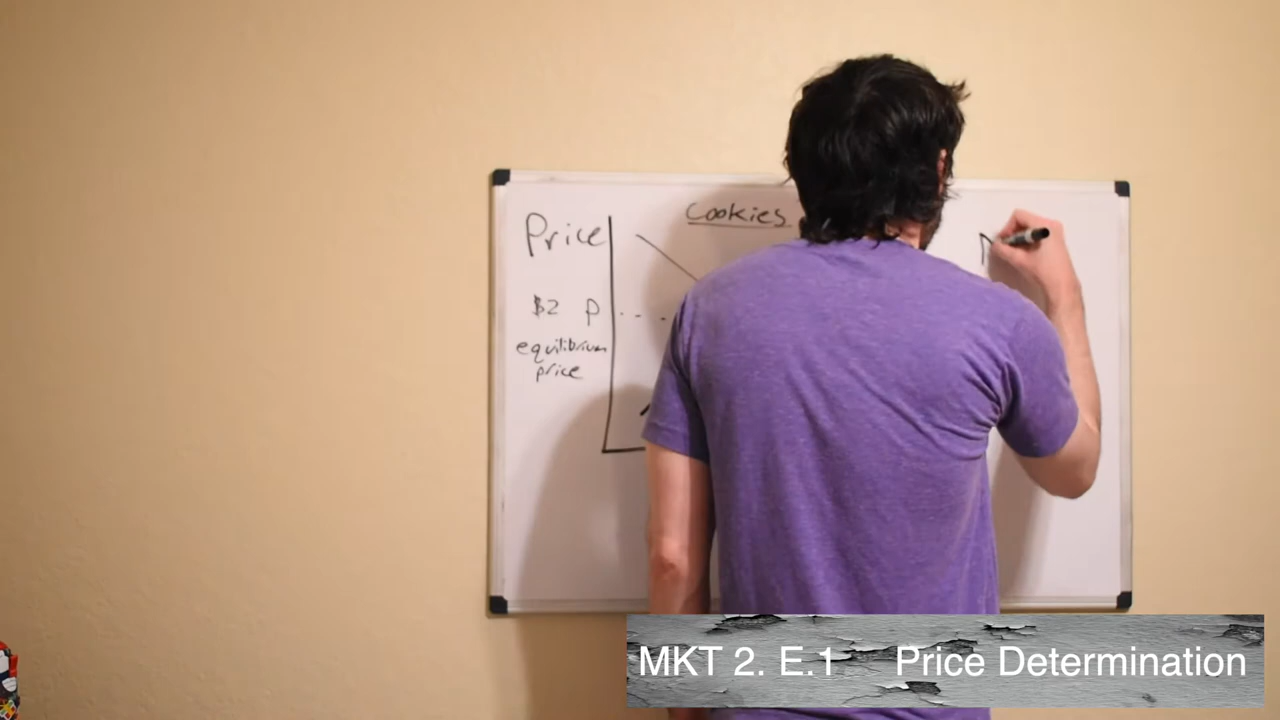 Cookies
Price
$2 P
equilibrium
price
MKT 2. E.1 Price Determination